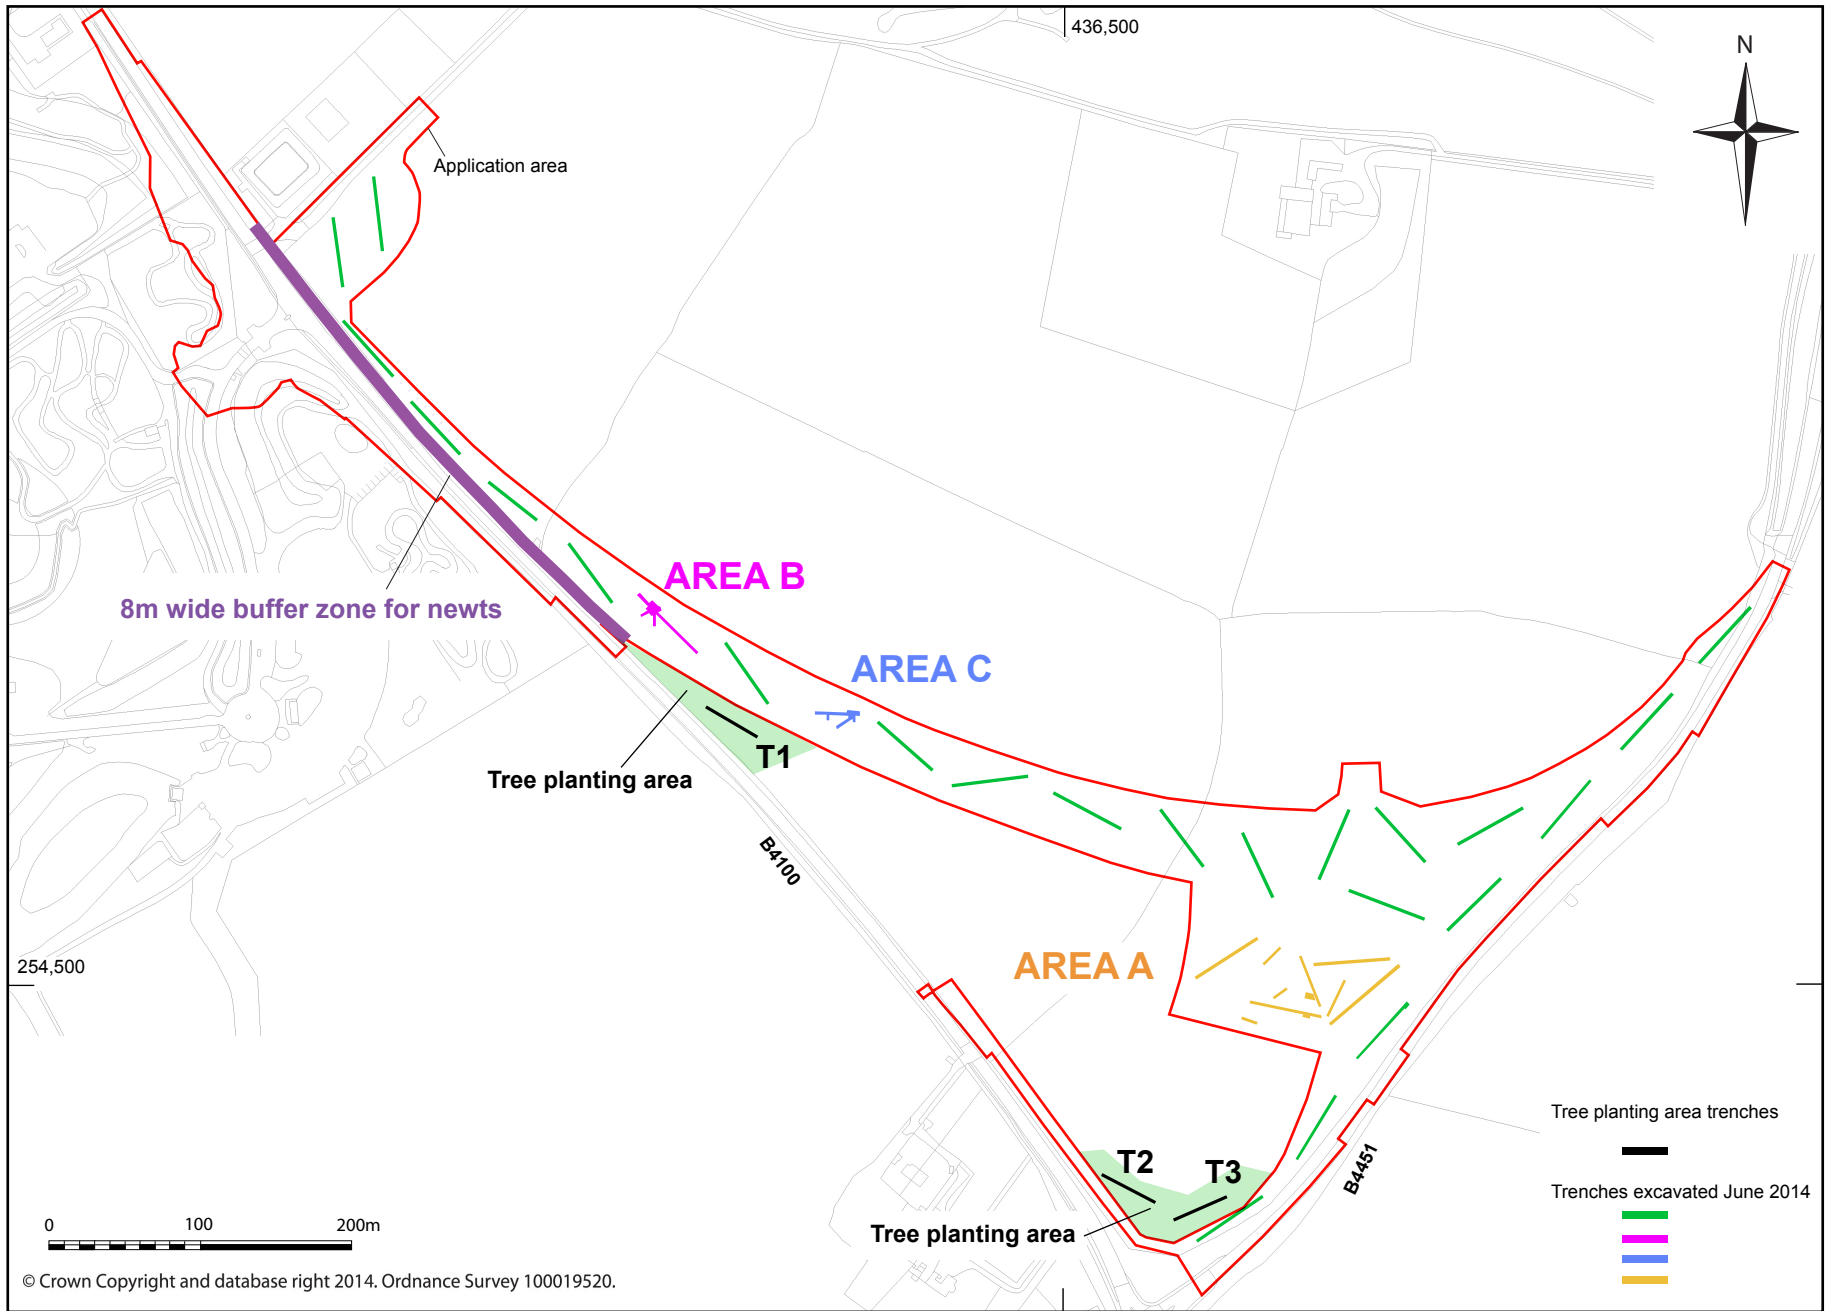 436,500
N
Application area
AREA B
8m wide buffer zone for newts
AREA C
T1
Tree planting area
B4100
AREA A
254,500
Tree planting area trenches
T2
T3
B4451
Trenches excavated June 2014
Tree planting area
0 100 200m
© Crown Copyright and database right 2014. Ordnance Survey 100019520.